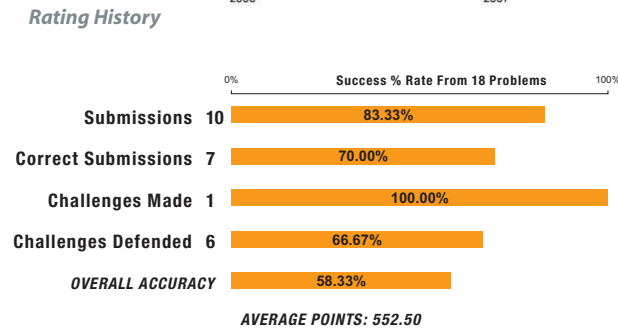 Rating History
0% Success % Rate From 18 Problems 100%
Submissions 10 83.33%
Correct Submissions 7 70.00%
Challenges Made 1 100.00%
Challenges Defended 6 66.67%
OVERALL ACCURACY 58.33%
AVERAGE POINTS: 552.50